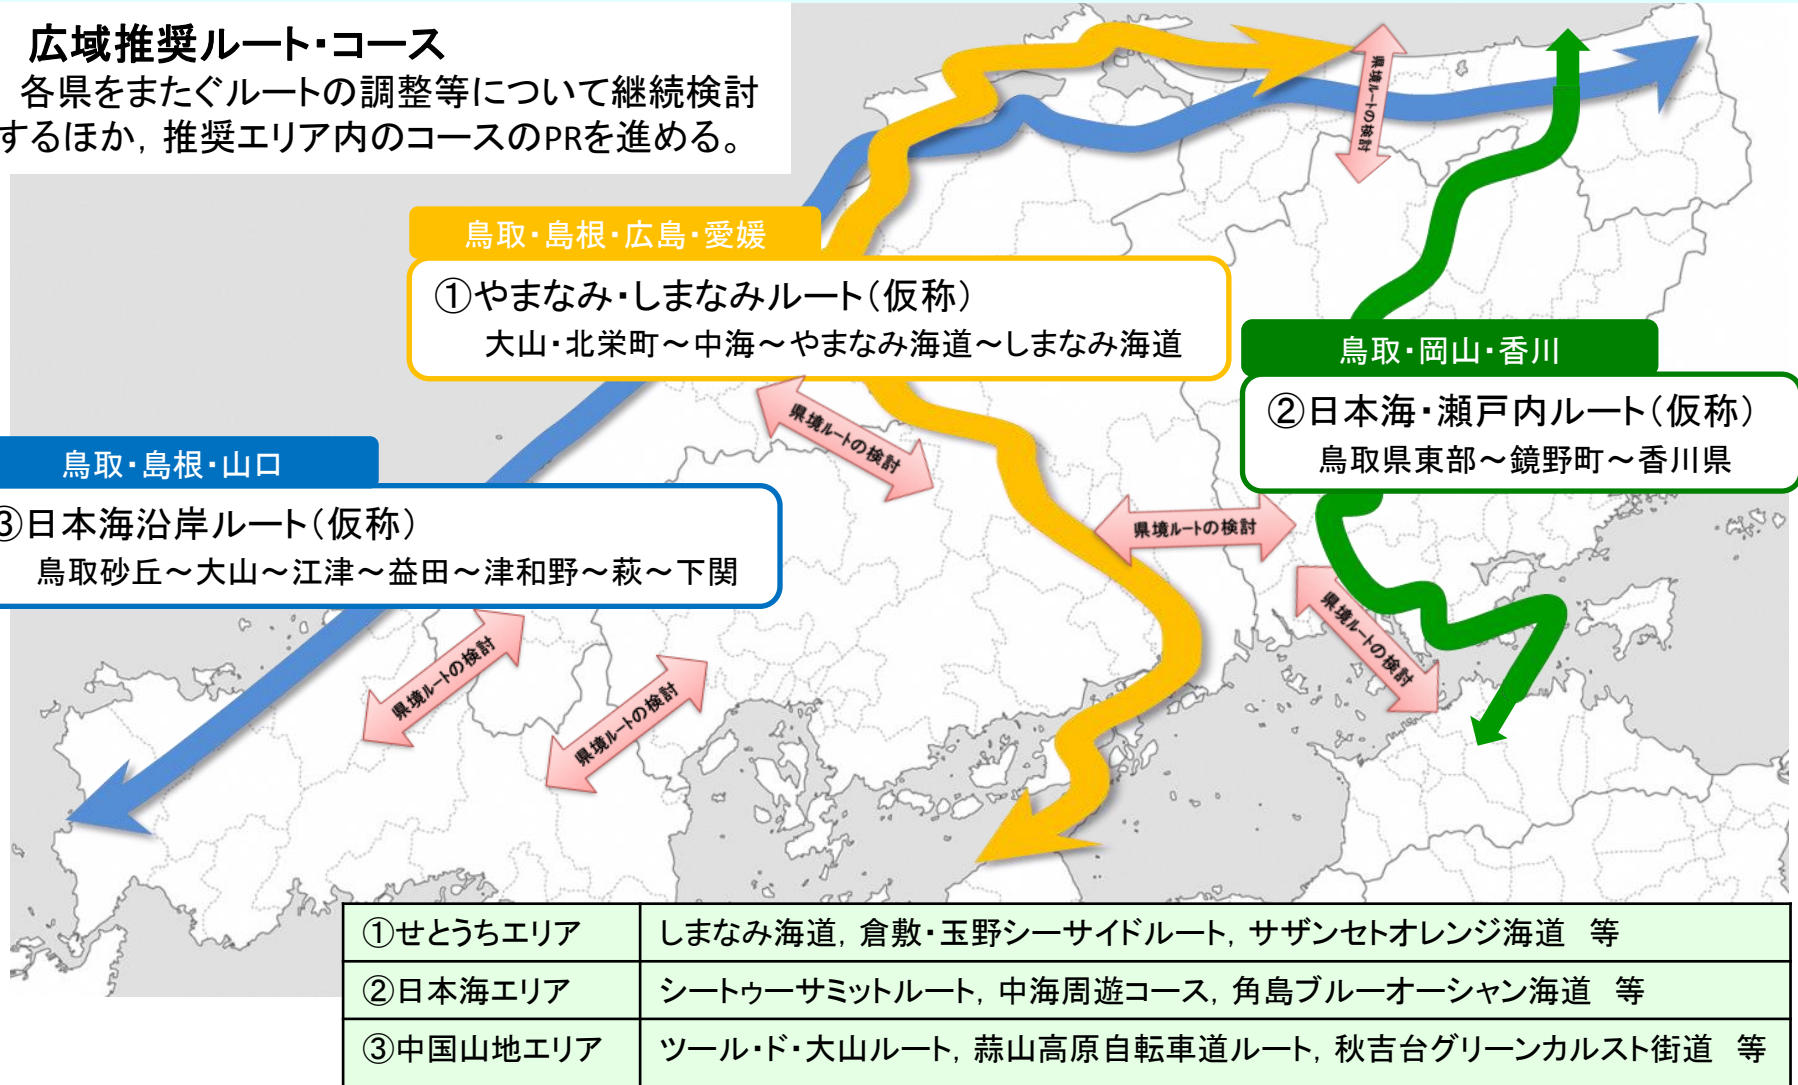 広域推奨ルート・コース
各県をまたぐルートの調整等について継続検討
するほか，推奨エリア内のコースのPRを進める。
県境ルートの検討
鳥取・島根・広島・愛媛
①やまなみ・しまなみルート（仮称）
大山・北栄町～中海～やまなみ海道～しまなみ海道
鳥取・岡山・香川
②日本海・瀬戸内ルート（仮称）
鳥取県東部～鏡野町～香川県
県境ルートの検討
鳥取・島根・山口
③日本海沿岸ルート（仮称）
鳥取砂丘～大山～江津～益田～津和野～萩～下関
県境ルートの検討
県境ルートの検討
県境ルートの検討
県境ルートの検討
①せとうちエリア
しまなみ海道，倉敷・玉野シーサイドルート，サザンセトオレンジ海道　等
②日本海エリア
シートゥーサミットルート，中海周遊コース，角島ブルーオーシャン海道　等
③中国山地エリア
ツール・ド・大山ルート，蒜山高原自転車道ルート，秋吉台グリーンカルスト街道　等